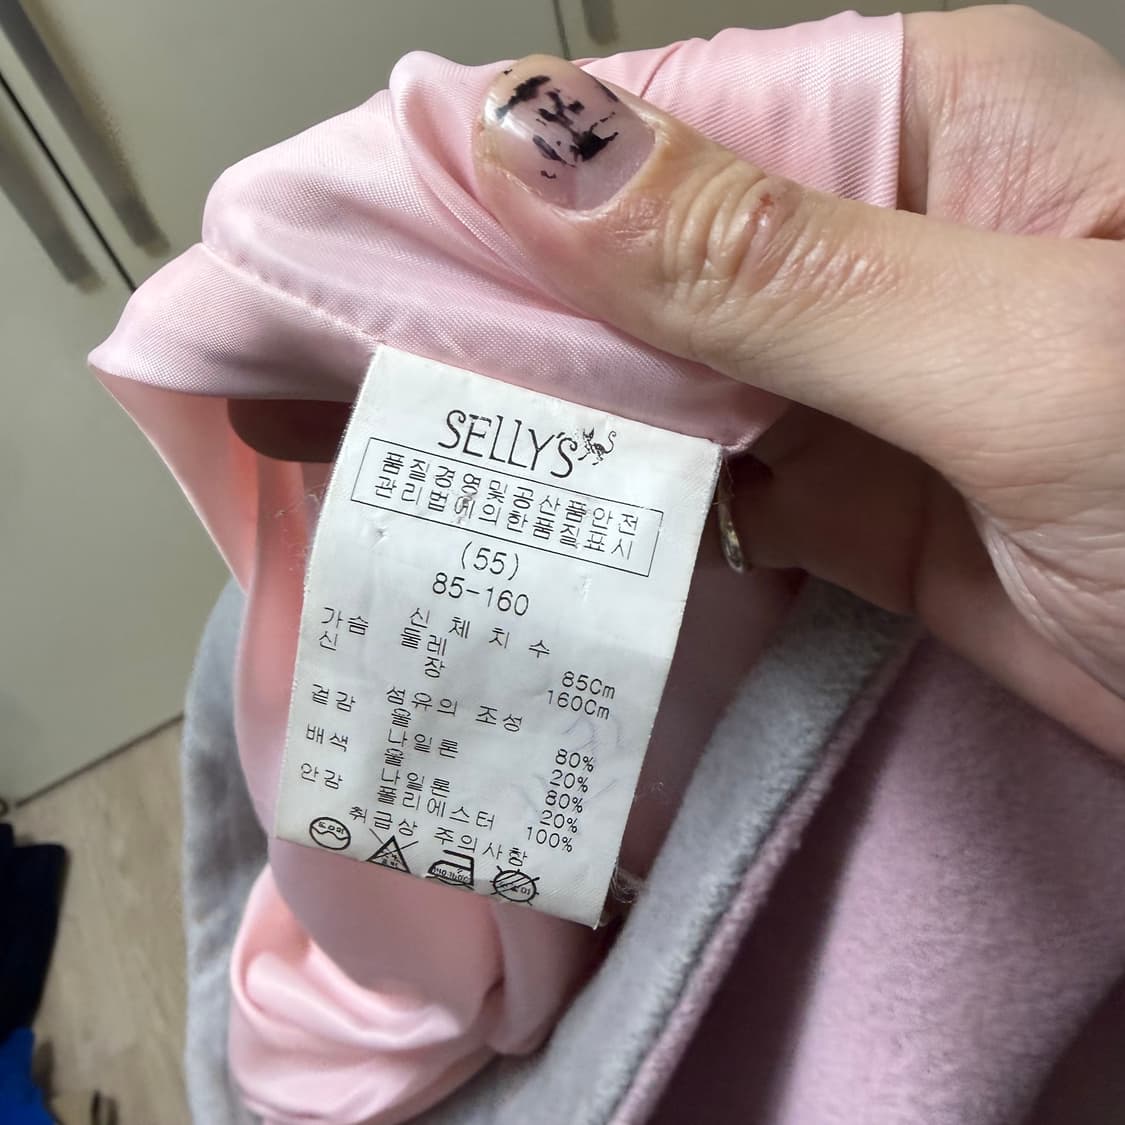 SELLY'S
품질경영및공산품안전
관리법에의한품질표시
(55)
85-160
신 체 치 수
가슴 둘레 85Cm
신 장 160Cm
섬유의 조성
겉감 울 80%
나일론 20%
배색 울 80%
나일론 20%
안감 폴리에스터 100%
취급상 주의사항
드라이